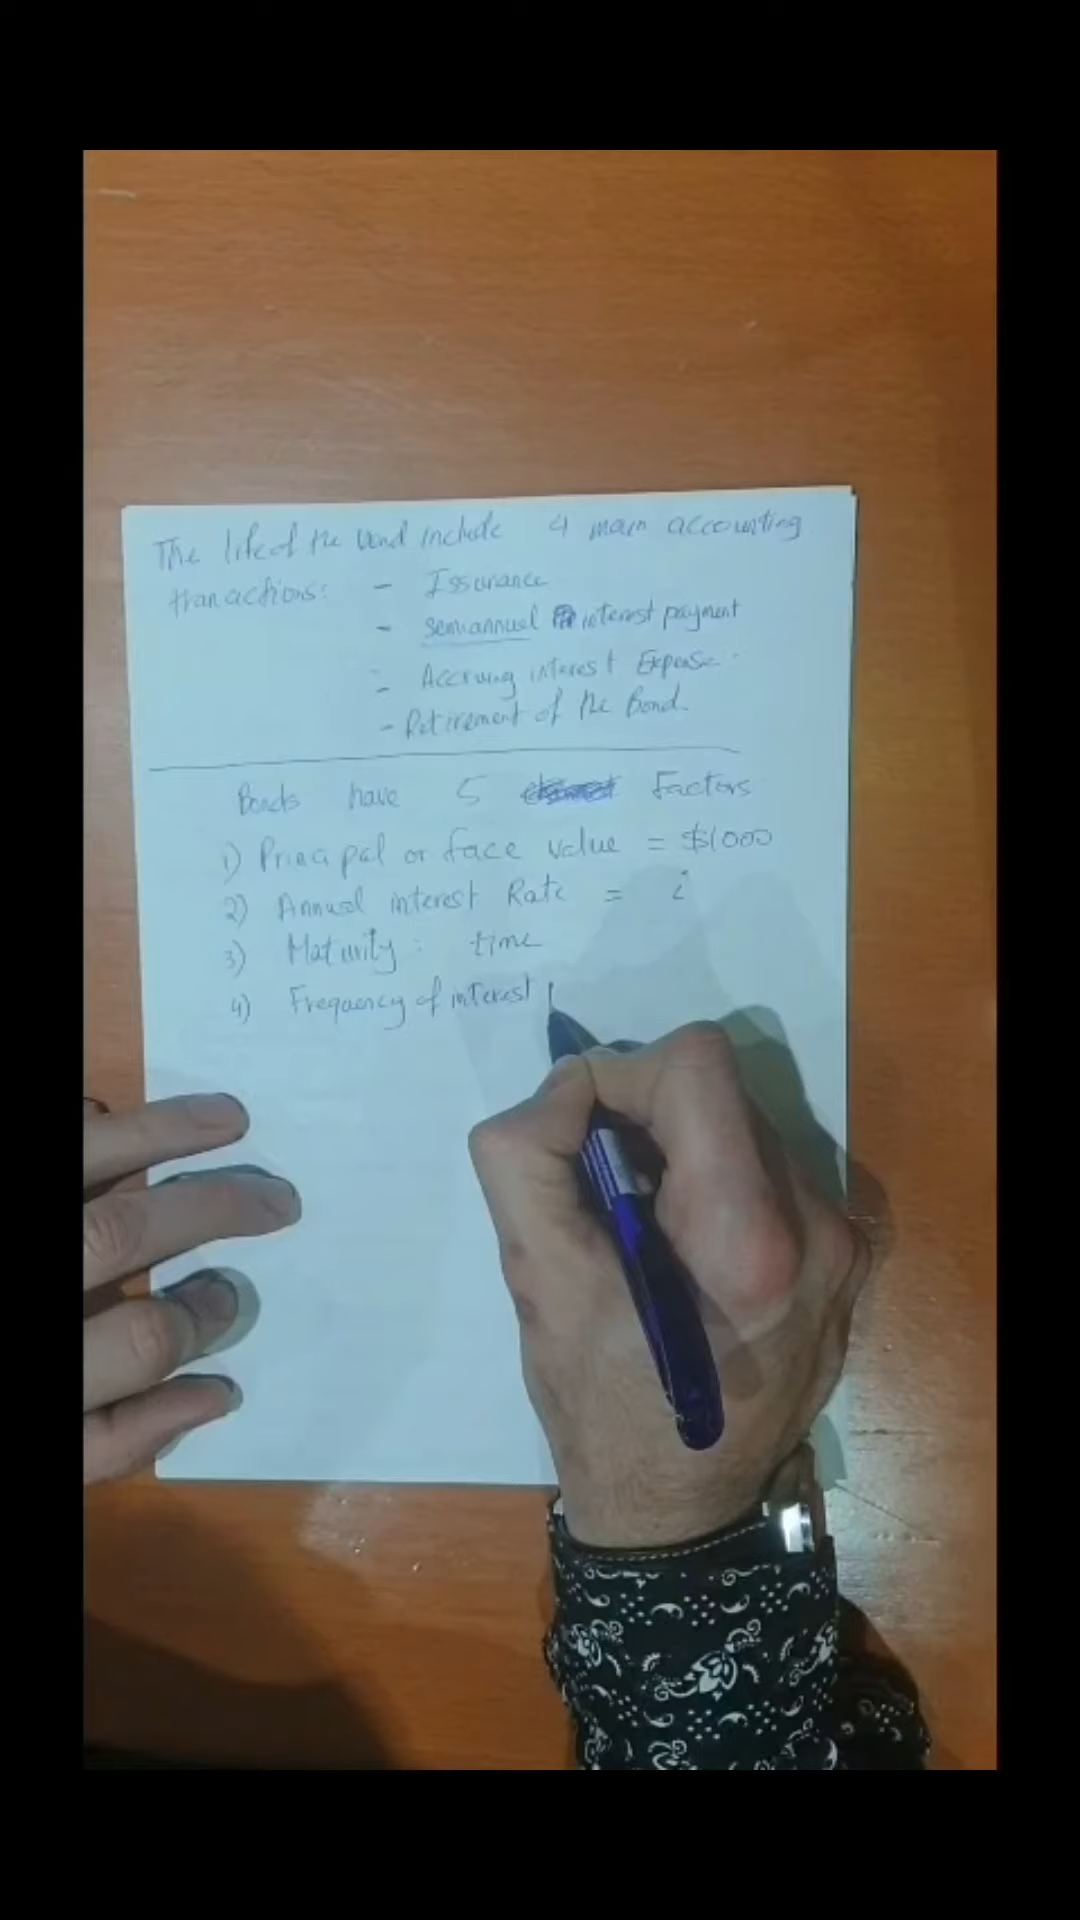 The life of the bond include 4 main accounting
tranactions: - Issurance
- semiannual interest payment
- Accruing interest Expense.
- Retirement of the Bond.
Bonds have 5 Factors
1) Principal or face value = $1000
2) Annual interest Rate = i
3) Maturity: time
4) Frequency of interest